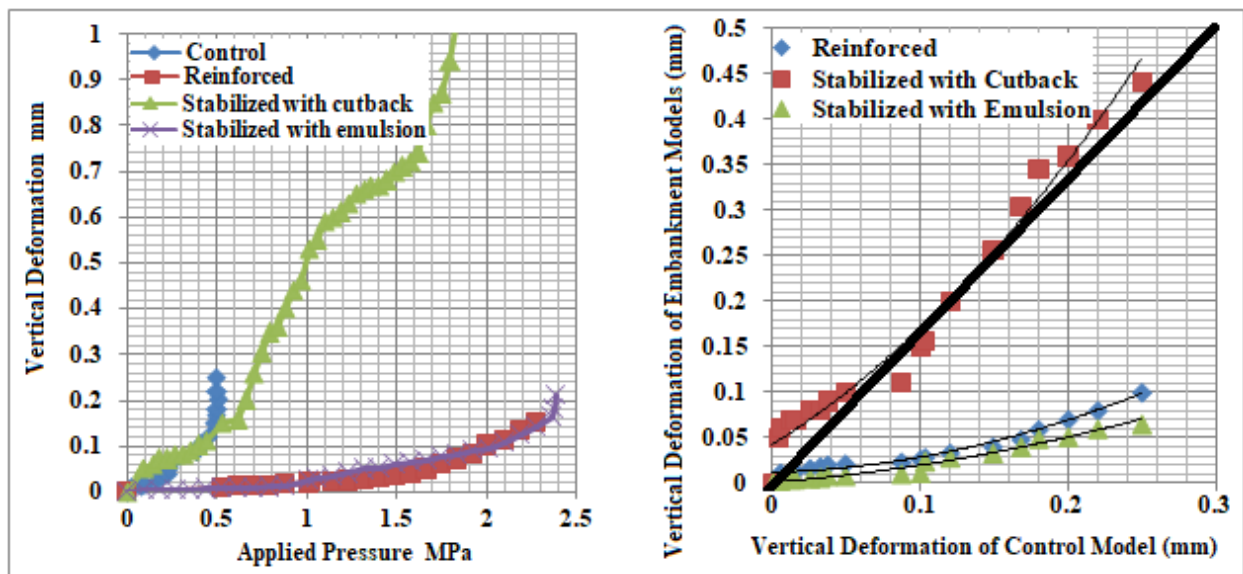 Vertical Deformation mm
1
0.9
0.8
0.7
0.6
0.5
0.4
0.3
0.2
0.1
0
Control
Reinforced
Stabilized with cutback
Stabilized with emulsion
0
0.5
1
1.5
2
2.5
Applied Pressure MPa
Vertical Deformation of Embankment Models (mm)
0.5
0.45
0.4
0.35
0.3
0.25
0.2
0.15
0.1
0.05
0
Reinforced
Stabilized with Cutback
Stabilized with Emulsion
0
0.1
0.2
0.3
Vertical Deformation of Control Model (mm)